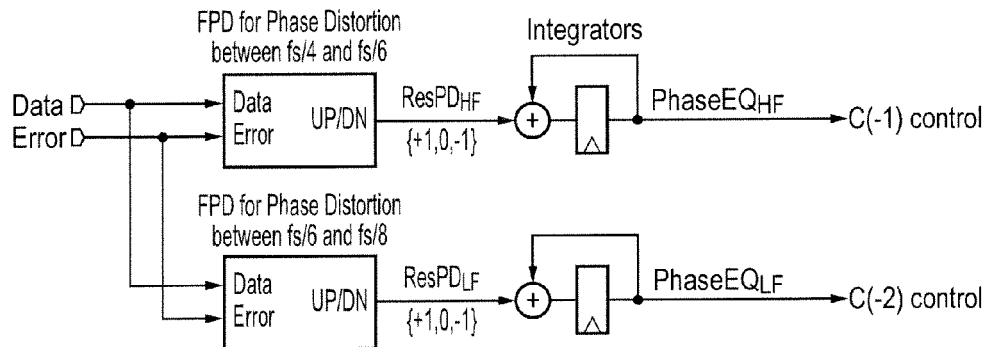 FPD for Phase Distortion
between fs/4 and fs/6
Integrators
Data
Error
Data
Error
UP/DN
ResPDHF
{+1,0,-1}
+
PhaseEQHF
C(-1) control
FPD for Phase Distortion
between fs/6 and fs/8
Data
Error
UP/DN
ResPDLF
{+1,0,-1}
+
PhaseEQLF
C(-2) control